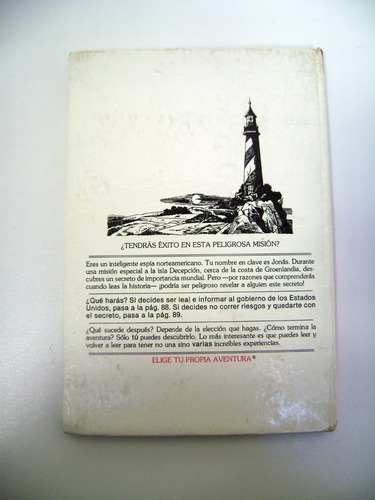 ¿TENDRÁS ÉXITO EN ESTA PELIGROSA MISIÓN?
Eres un inteligente espía norteamericano. Tu nombre en clave es Jonás. Durante
una misión especial a la isla Decepción, cerca de la costa de Groenlandia, des-
cubres un secreto de importancia mundial. Pero —por razones que comprenderás
cuando leas la historia— ¡podría ser peligroso revelar a alguien este secreto!
¿Qué harás? Si decides ser leal e informar al gobierno de los Estados
Unidos, pasa a la pág. 88. Si decides no correr riesgos y quedarte con
el secreto, pasa a la pág. 89.
¿Qué sucede después? Depende de la elección que hagas. ¿Cómo termina la
aventura? Sólo tú puedes descubrirlo. Lo más interesante es que puedes leer y
volver a leer para tener no una sino varias increíbles experiencias.
ELIGE TU PROPIA AVENTURA®